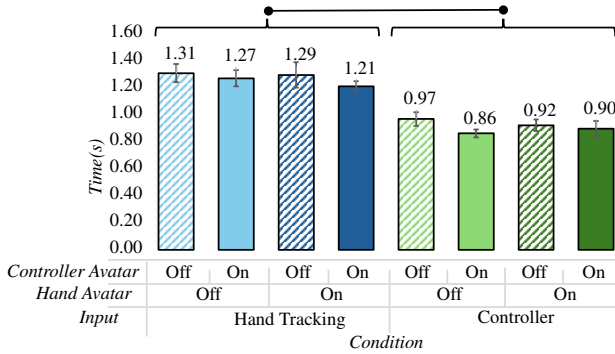 1.60
1.40
1.20
1.00
0.80
0.60
0.40
0.20
0.00
Time(s)
1.31 1.27 1.29 1.21 0.97 0.86 0.92 0.90
Controller Avatar Off On Off On Off On Off On
Hand Avatar Off On Off On
Input Hand Tracking Controller
Condition